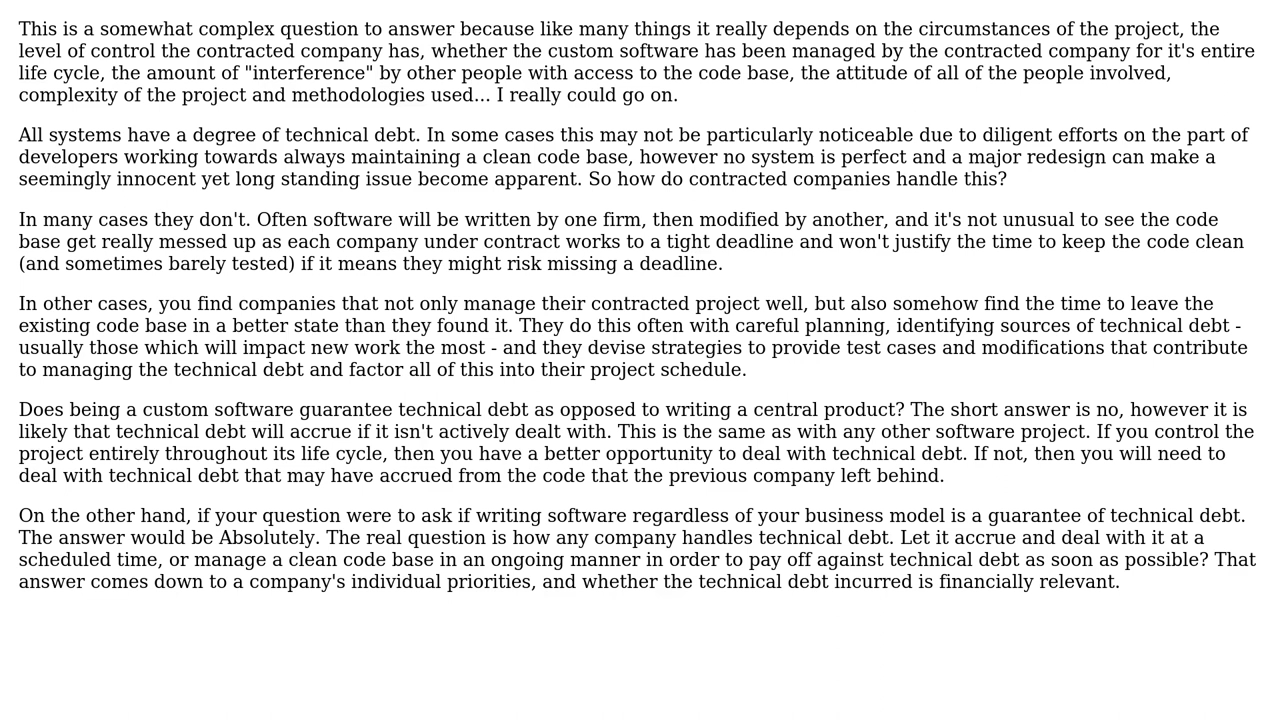 This is a somewhat complex question to answer because like many things it really depends on the circumstances of the project, the
level of control the contracted company has, whether the custom software has been managed by the contracted company for it's entire
life cycle, the amount of "interference" by other people with access to the code base, the attitude of all of the people involved,
complexity of the project and methodologies used... I really could go on.
All systems have a degree of technical debt. In some cases this may not be particularly noticeable due to diligent efforts on the part of
developers working towards always maintaining a clean code base, however no system is perfect and a major redesign can make a
seemingly innocent yet long standing issue become apparent. So how do contracted companies handle this?
In many cases they don't. Often software will be written by one firm, then modified by another, and it's not unusual to see the code
base get really messed up as each company under contract works to a tight deadline and won't justify the time to keep the code clean
(and sometimes barely tested) if it means they might risk missing a deadline.
In other cases, you find companies that not only manage their contracted project well, but also somehow find the time to leave the
existing code base in a better state than they found it. They do this often with careful planning, identifying sources of technical debt -
usually those which will impact new work the most - and they devise strategies to provide test cases and modifications that contribute
to managing the technical debt and factor all of this into their project schedule.
Does being a custom software guarantee technical debt as opposed to writing a central product? The short answer is no, however it is
likely that technical debt will accrue if it isn't actively dealt with. This is the same as with any other software project. If you control the
project entirely throughout its life cycle, then you have a better opportunity to deal with technical debt. If not, then you will need to
deal with technical debt that may have accrued from the code that the previous company left behind.
On the other hand, if your question were to ask if writing software regardless of your business model is a guarantee of technical debt.
The answer would be Absolutely. The real question is how any company handles technical debt. Let it accrue and deal with it at a
scheduled time, or manage a clean code base in an ongoing manner in order to pay off against technical debt as soon as possible? That
answer comes down to a company's individual priorities, and whether the technical debt incurred is financially relevant.